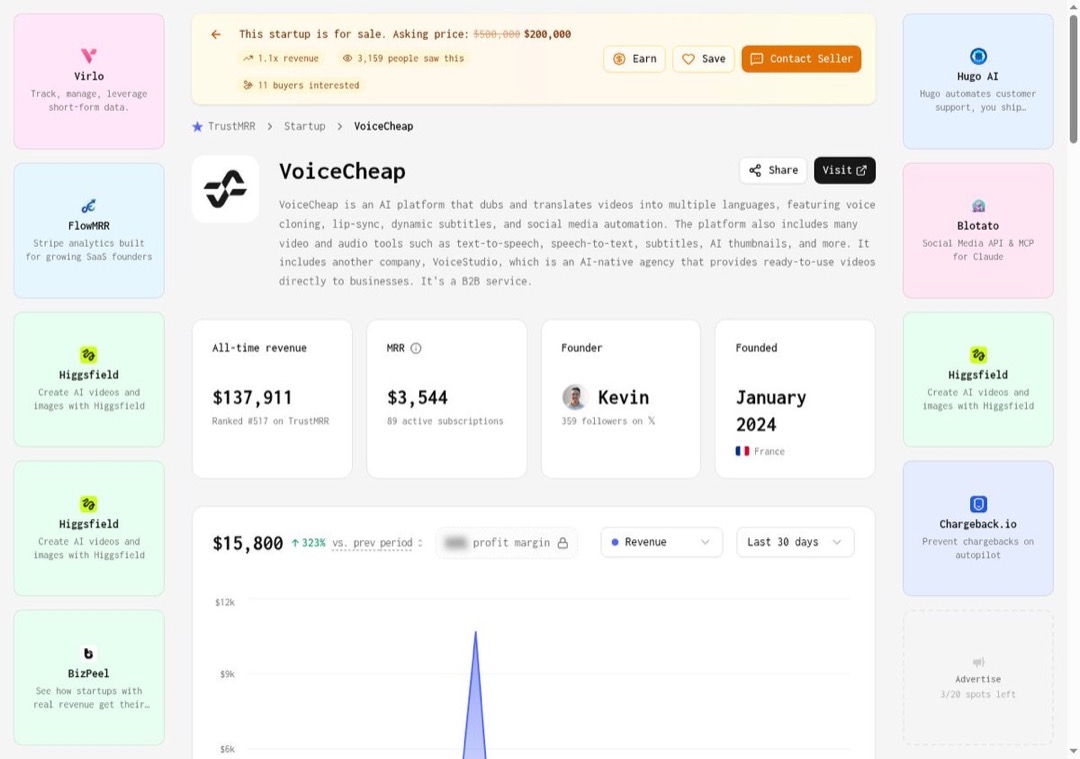 This startup is for sale. Asking price: $500,000 $200,000
1.1x revenue
3,159 people saw this
11 buyers interested
Earn
Save
Contact Seller
TrustMRR > Startup > VoiceCheap
VoiceCheap
Share
Visit
VoiceCheap is an AI platform that dubs and translates videos into multiple languages, featuring voice
cloning, lip-sync, dynamic subtitles, and social media automation. The platform also includes many
video and audio tools such as text-to-speech, speech-to-text, subtitles, AI thumbnails, and more. It
includes another company, VoiceStudio, which is an AI-native agency that provides ready-to-use videos
directly to businesses. It's a B2B service.
All-time revenue
$137,911
Ranked #517 on TrustMRR
MRR
$3,544
89 active subscriptions
Founder
Kevin
359 followers on 𝕏
Founded
January
2024
France
$15,800 ↑ 323% vs. prev period
profit margin
Revenue
Last 30 days
$12k
$9k
$6k
Virlo
Track, manage, leverage
short-form data.
FlowMRR
Stripe analytics built
for growing SaaS founders
Higgsfield
Create AI videos and
images with Higgsfield
Higgsfield
Create AI videos and
images with Higgsfield
BizPeel
See how startups with
real revenue get their…
Hugo AI
Hugo automates customer
support, you ship…
Blotato
Social Media API & MCP
for Claude
Higgsfield
Create AI videos and
images with Higgsfield
Chargeback.io
Prevent chargebacks on
autopilot
Advertise
3/20 spots left